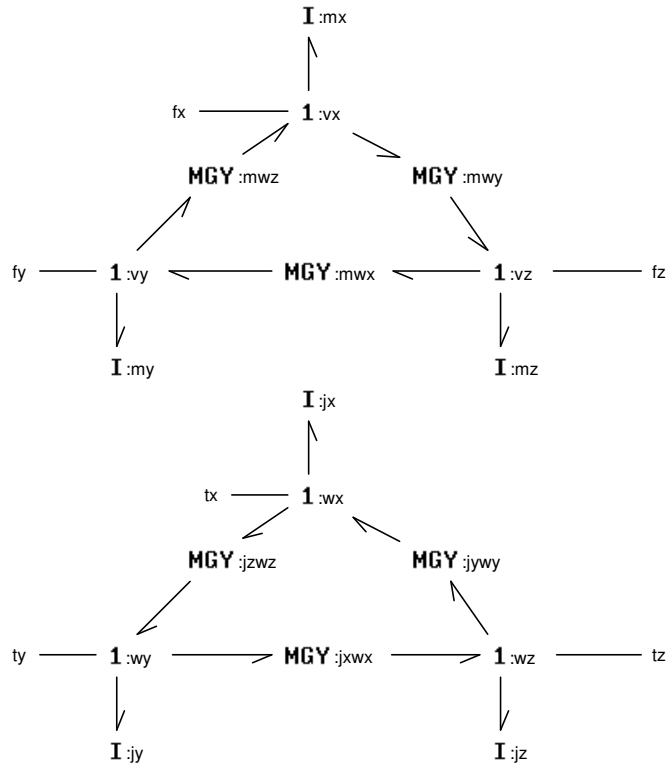 I :mx
fx 1 :vx
MGY :mwz MGY :mwy
fy 1 :vy MGY :mwx 1 :vz fz
I :my I :mz
I :jx
tx 1 :wx
MGY :jzwz MGY :jywy
ty 1 :wy MGY :jxwx 1 :wz tz
I :jy I :jz